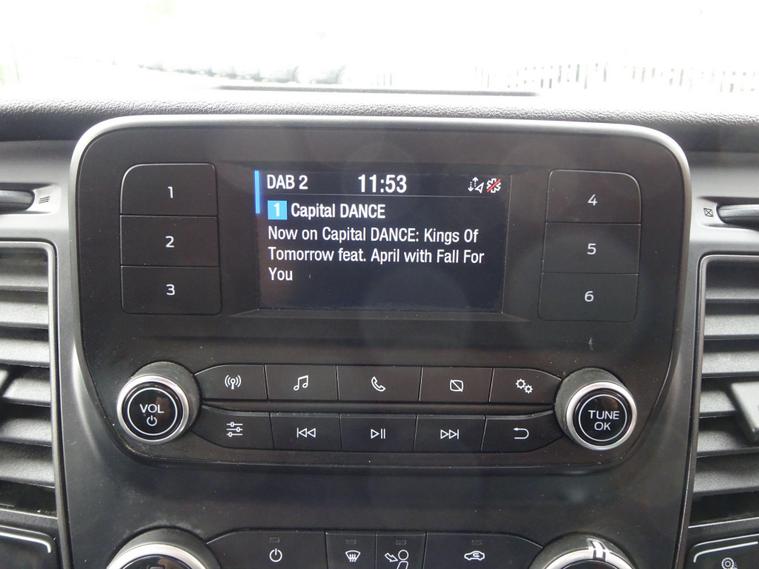 DAB 2 11:53
1 Capital DANCE
Now on Capital DANCE: Kings Of
Tomorrow feat. April with Fall For
You
1
2
3
4
5
6
VOL
TUNE
OK